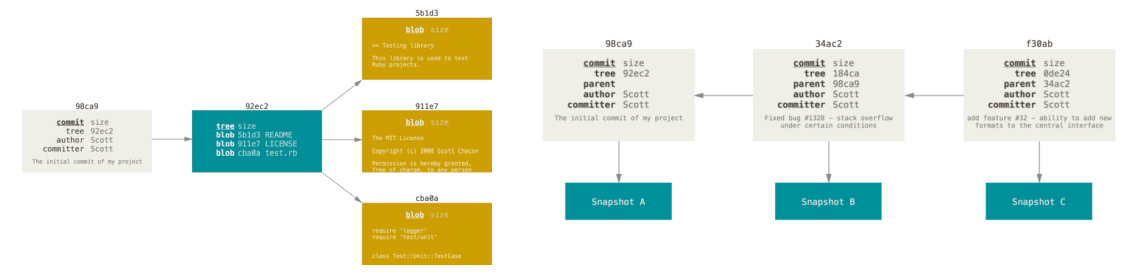 98ca9
commit size
tree 92ec2
author Scott
committer Scott
The initial commit of my project
92ec2
tree size
blob 5b1d3 README
blob 911e7 LICENSE
blob cba0a test.rb
5b1d3
blob size
== Testing library
This library is used to test
Ruby projects.
911e7
blob size
The MIT License
Copyright (c) 2008 Scott Chacon
Permission is hereby granted,
free of charge, to any person
cba0a
blob size
require 'logger'
require 'test/unit'
class Test::Unit::TestCase
98ca9
commit size
tree 92ec2
parent
author Scott
committer Scott
The initial commit of my project
Snapshot A
34ac2
commit size
tree 184ca
parent 98ca9
author Scott
committer Scott
Fixed bug #1328 - stack overflow
under certain conditions
Snapshot B
f30ab
commit size
tree 0de24
parent 34ac2
author Scott
committer Scott
add feature #32 - ability to add new
formats to the central interface
Snapshot C